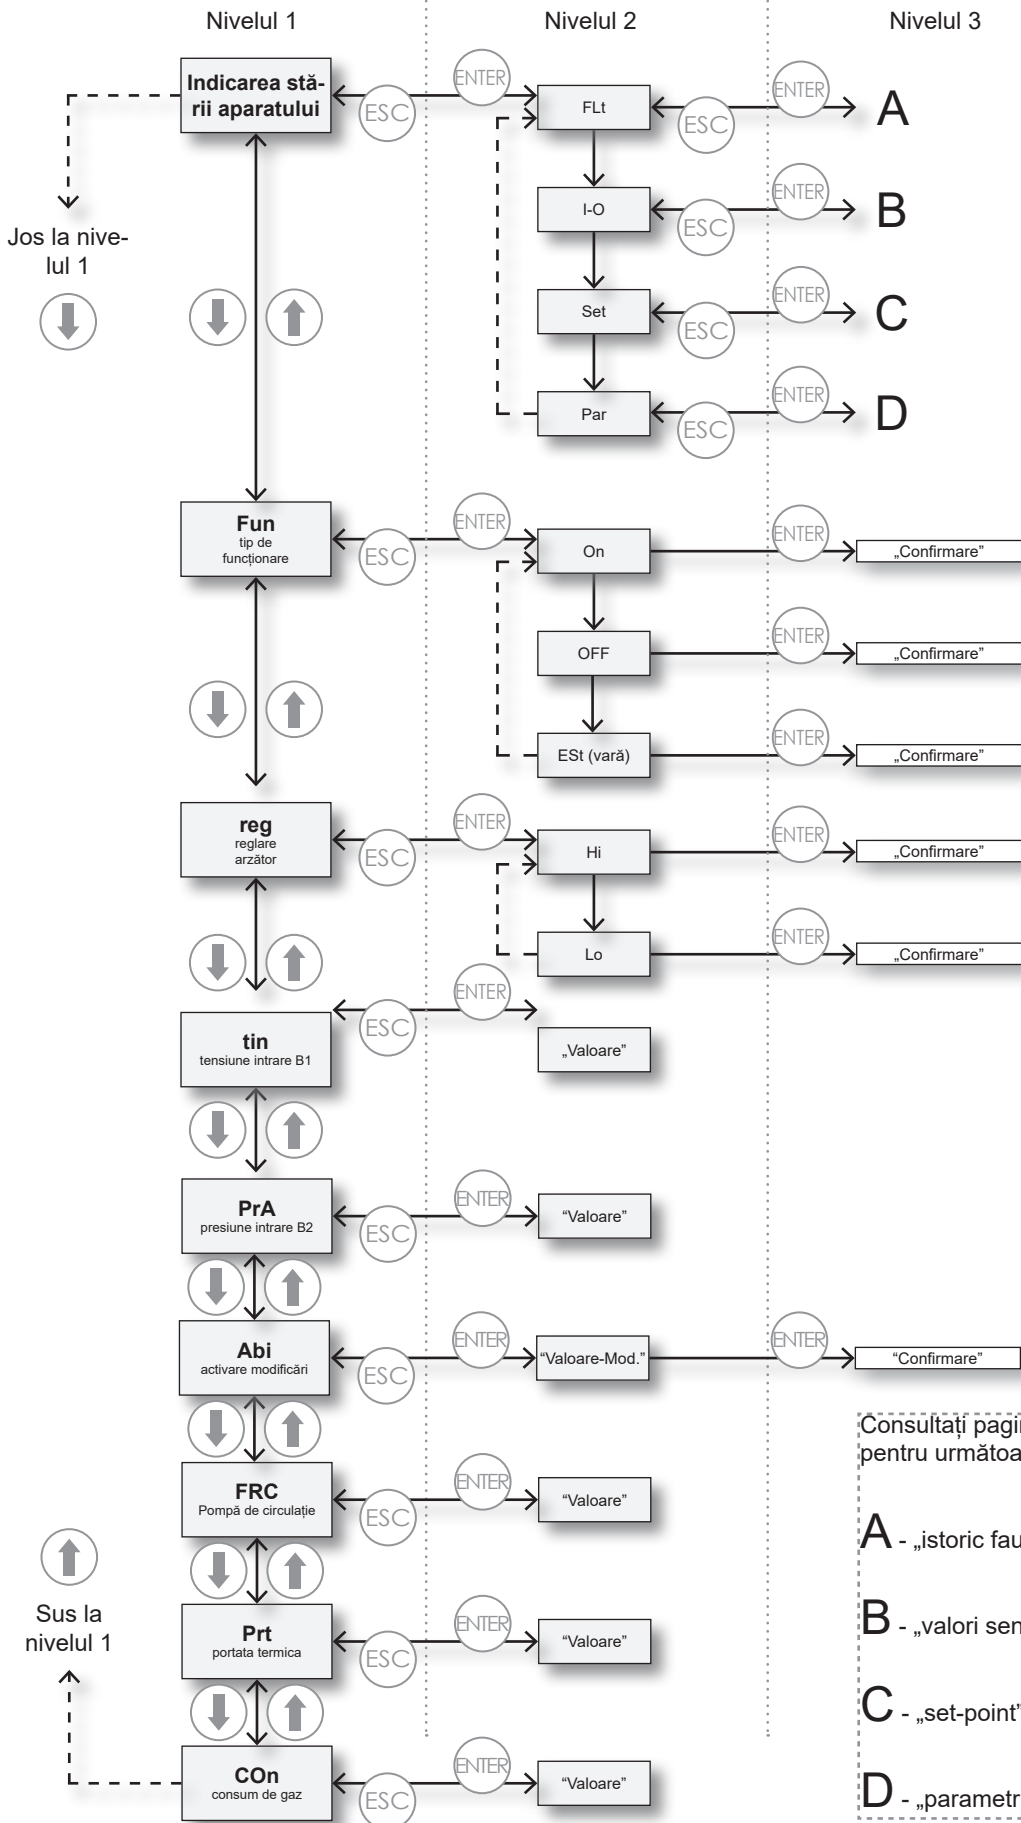 Nivelul 1
Nivelul 2
Nivelul 3
Indicarea stă-
rii aparatului
ESC
ENTER
FLt
ESC
ENTER
A
I-O
ESC
ENTER
B
Set
ESC
ENTER
C
Par
ESC
ENTER
D
Jos la nive-
lul 1
Fun
tip de
funcționare
ESC
ENTER
On
ENTER
„Confirmare”
OFF
ENTER
„Confirmare”
ESt (vară)
ENTER
„Confirmare”
reg
reglare
arzător
ESC
ENTER
Hi
ENTER
„Confirmare”
Lo
ENTER
„Confirmare”
tin
tensiune intrare B1
ESC
ENTER
„Valoare”
PrA
presiune intrare B2
ESC
ENTER
“Valoare”
Abi
activare modificări
ESC
ENTER
“Valoare-Mod.”
ENTER
“Confirmare”
FRC
Pompă de circulație
ESC
ENTER
“Valoare”
Sus la
nivelul 1
Prt
portata termica
ESC
ENTER
“Valoare”
COn
consum de gaz
ESC
ENTER
“Valoare”
Consultați
pentru
A - „istoric
B - „valori
C - „set-point”
D -